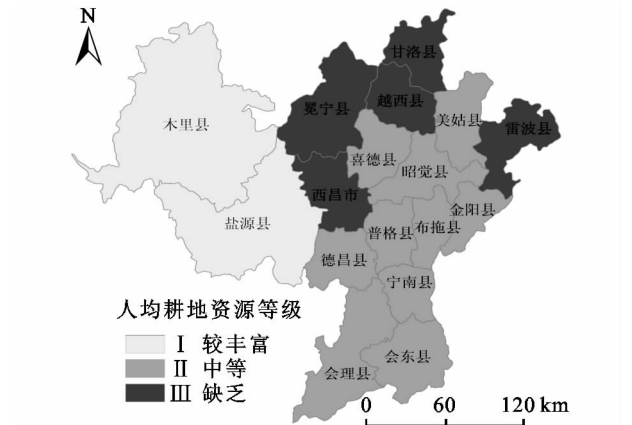 N
甘洛县
冕宁县
越西县
木里县
美姑县
雷波县
喜德县
昭觉县
西昌市
盐源县
金阳县
普格县
布拖县
德昌县
宁南县
会东县
会理县
人均耕地资源等级
I 较丰富
II 中等
III 缺乏
0 60 120 km